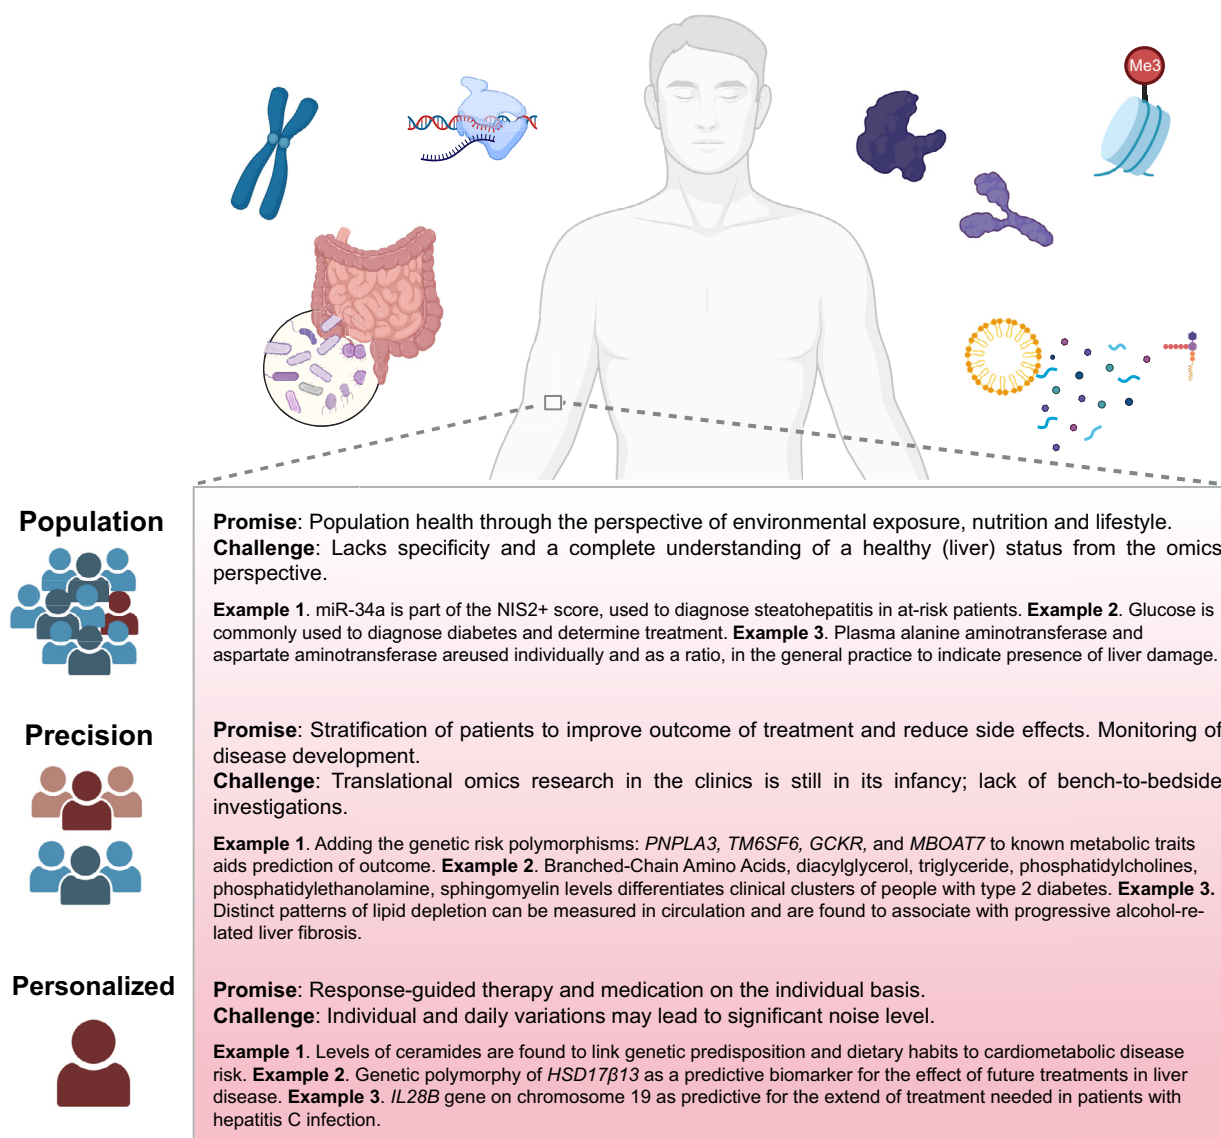 Me3
Population
Promise: Population health through the perspective of environmental exposure, nutrition and lifestyle.
Challenge: Lacks specificity and a complete understanding of a healthy (liver) status from the omics
perspective.
Example 1. miR-34a is part of the NIS2+ score, used to diagnose steatohepatitis in at-risk patients. Example 2. Glucose is
commonly used to diagnose diabetes and determine treatment. Example 3. Plasma alanine aminotransferase and
aspartate aminotransferase areused individually and as a ratio, in the general practice to indicate presence of liver damage.
Precision
Promise: Stratification of patients to improve outcome of treatment and reduce side effects. Monitoring of
disease development.
Challenge: Translational omics research in the clinics is still in its infancy; lack of bench-to-bedside
investigations.
Example 1. Adding the genetic risk polymorphisms: PNPLA3, TM6SF6, GCKR, and MBOAT7 to known metabolic traits
aids prediction of outcome. Example 2. Branched-Chain Amino Acids, diacylglycerol, triglyceride, phosphatidylcholines,
phosphatidylethanolamine, sphingomyelin levels differentiates clinical clusters of people with type 2 diabetes. Example 3.
Distinct patterns of lipid depletion can be measured in circulation and are found to associate with progressive alcohol-re-
lated liver fibrosis.
Personalized
Promise: Response-guided therapy and medication on the individual basis.
Challenge: Individual and daily variations may lead to significant noise level.
Example 1. Levels of ceramides are found to link genetic predisposition and dietary habits to cardiometabolic disease
risk. Example 2. Genetic polymorphy of HSD17β13 as a predictive biomarker for the effect of future treatments in liver
disease. Example 3. IL28B gene on chromosome 19 as predictive for the extend of treatment needed in patients with
hepatitis C infection.